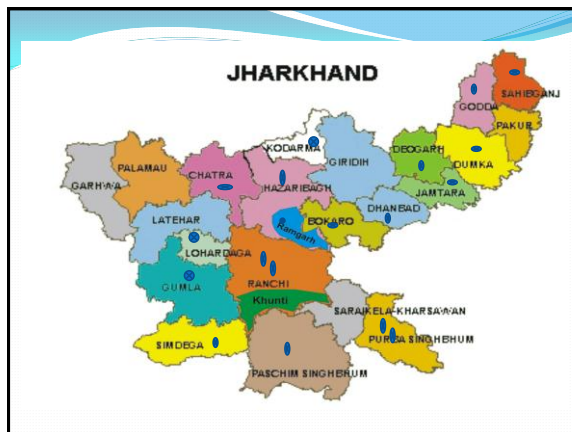 JHARKHAND
SAHIBGANJ
GODDA
PAKUR
KODARMA
DEOGARH
DUMKA
GIRIDIH
PALAMAU
CHATRA
GARHWA
HAZARIBAGH
JAMTARA
DHANBAD
LATEHAR
BOKARO
Ramgarh
LOHARDAGA
RANCHI
GUMLA
Khunti
SARAIKELA-KHARSAWAN
PURBA SINGHBHUM
SIMDEGA
PASCHIM SINGHBHUM